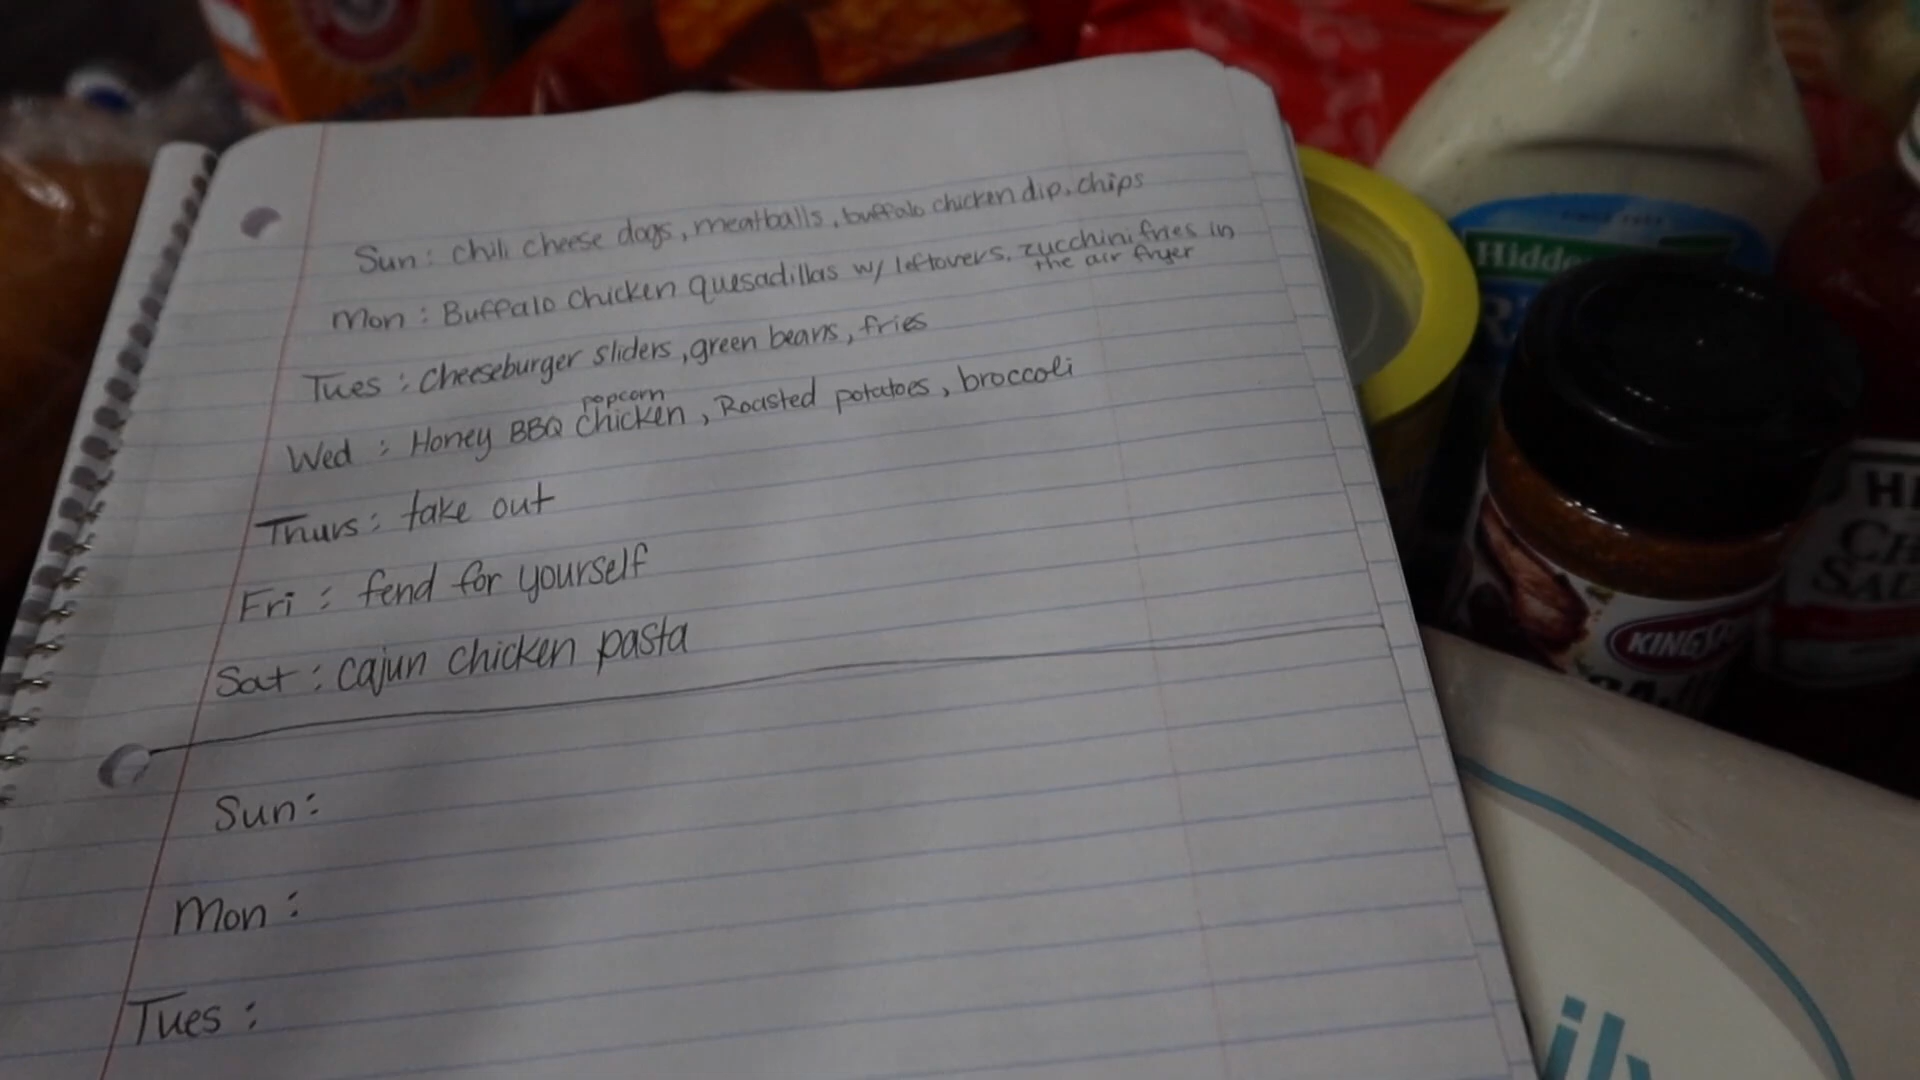 Sun: chili cheese dogs, meatballs, buffalo chicken dip, chips
Mon: Buffalo chicken quesadillas w/ leftovers, zucchini fries in
the air fryer
Tues: Cheeseburger sliders, green beans, fries
popcorn
Wed: Honey BBQ chicken, Roasted potatoes, broccoli
Thurs: take out
Fri: fend for yourself
Sat: cajun chicken pasta
Sun:
Mon:
Tues:
Hidde
KING
CH
SAU